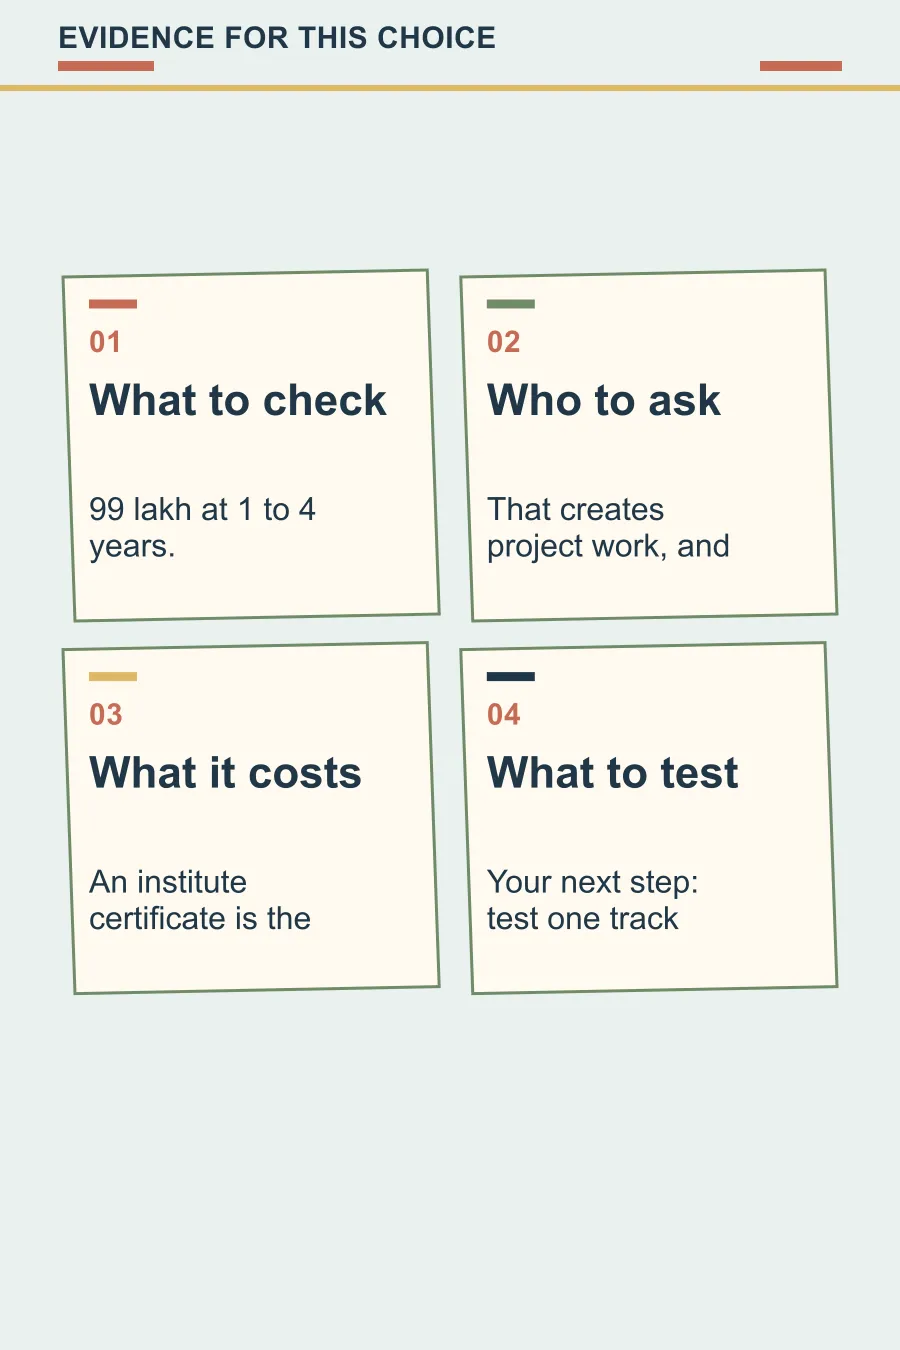 EVIDENCE FOR THIS CHOICE
01
What to check
99 lakh at 1 to 4
years.
02
Who to ask
That creates
project work, and
03
What it costs
An institute
certificate is the
04
What to test
Your next step:
test one track